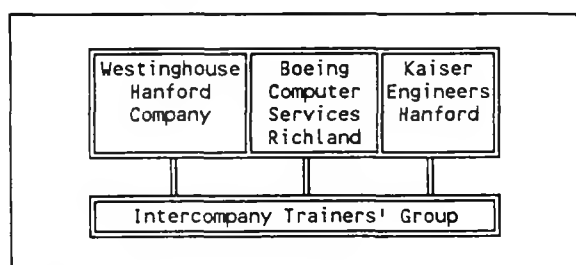 Westinghouse
Hanford
Company
Boeing
Computer
Services
Richland
Kaiser
Engineers
Hanford
Intercompany Trainers' Group